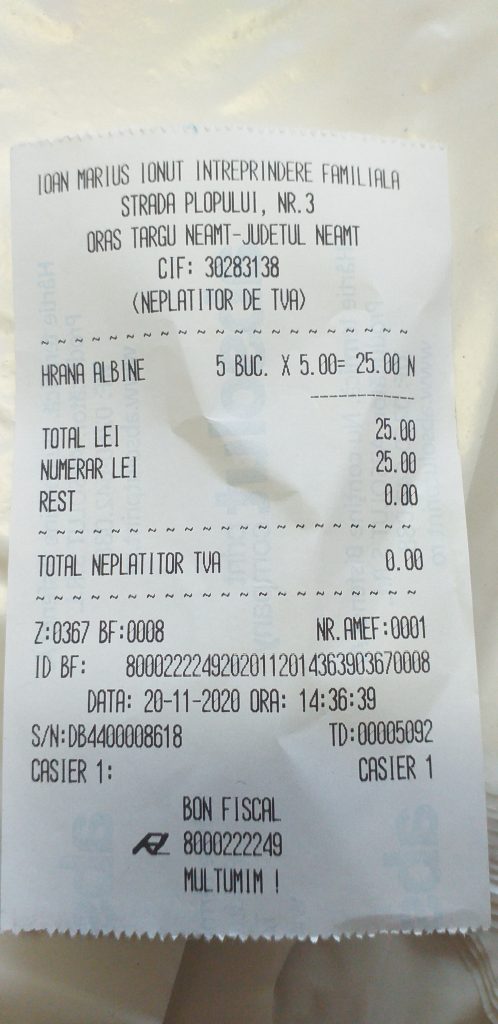 IOAN MARIUS IONUT INTREPRINDERE FAMILIALA
STRADA PLOPULUI, NR.3
ORAS TARGU NEAMT-JUDETUL NEAMT
CIF: 30283138
(NEPLATITOR DE TVA)
~ ~ ~ ~ ~ ~ ~ ~ ~ ~ ~ ~ ~ ~ ~ ~ ~ ~ ~ ~
HRANA ALBINE 5 BUC. X 5.00= 25.00 N
------------
TOTAL LEI 25.00
NUMERAR LEI 25.00
REST 0.00
~ ~ ~ ~ ~ ~ ~ ~ ~ ~ ~ ~ ~ ~ ~ ~ ~ ~ ~ ~
TOTAL NEPLATITOR TVA 0.00
~ ~ ~ ~ ~ ~ ~ ~ ~ ~ ~ ~ ~ ~ ~ ~ ~ ~ ~ ~
Z:0367 BF:0008 NR.AMEF:0001
ID BF: 80002222492020112014363903670008
DATA: 20-11-2020 ORA: 14:36:39
S/N:DB4400008618 TD:00005092
CASIER 1: CASIER 1
BON FISCAL
8000222249
MULTUMIM !